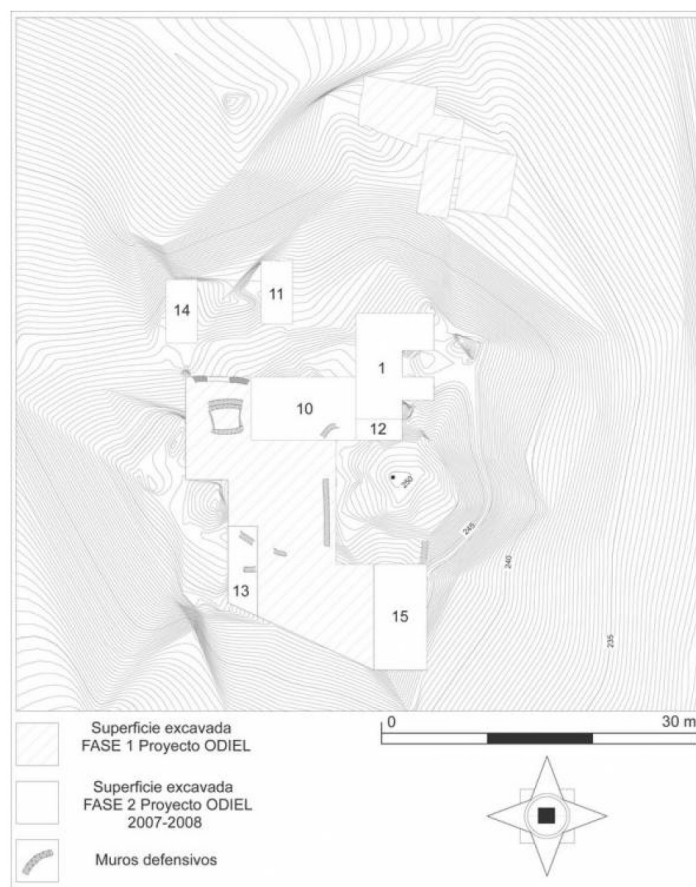 14
11
1
10
12
250
245
240
13
15
235
Superficie excavada
FASE 1 Proyecto ODIEL
Superficie excavada
FASE 2 Proyecto ODIEL
2007-2008
Muros defensivos
0 30 m